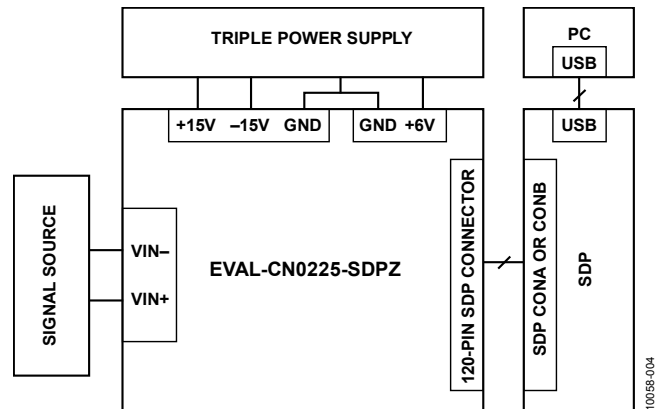 TRIPLE POWER SUPPLY
PC
USB
+15V –15V GND GND +6V
USB
SIGNAL SOURCE
VIN–
VIN+
EVAL-CN0225-SDPZ
120-PIN SDP CONNECTOR
SDP CONA OR CONB
SDP
10058-004